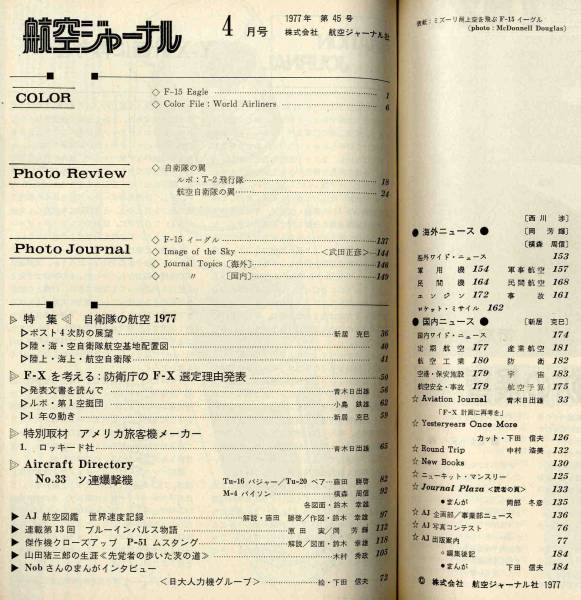 航空ジャーナル 4月号 1977年 第45号
株式会社 航空ジャーナル社
COLOR
◇ F-15 Eagle 1
◇ Color File : World Airliners 6
Photo Review
◇ 自衛隊の翼
ルポ：T-2飛行隊 18
航空自衛隊の翼 24
Photo Journal
◇ F-15 イーグル 137
◇ Image of the Sky <武田正彦> 144
◇ Journal Topics〔海外〕 146
◇ 〃 〔国内〕 149
▷ 特 集 ◁ 自衛隊の航空 1977
▷ポスト4次防の展望 新居 克巳 36
▷陸・海・空自衛隊航空基地配置図 40
▷陸上・海上・航空自衛隊 41
▷ F-X を考える：防衛庁の F-X 選定理由発表 50
▷発表文書を読んで 青木日出雄 56
▷ルポ・第1空挺団 小島 鉄雄 62
▷1 年の動き 新居 克巳 59
▷ 特別取材 アメリカ旅客機メーカー
1. ロッキード社 青木日出雄 65
▷ Aircraft Directory
No.33 ソ連爆撃機
Tu-16 バジャー／Tu-20 ベア…藤田 勝啓 82
M-4 バイソン 横森 周信 92
各図面・鈴木 幸雄
▶ AJ 航空図鑑 世界速度記録 解説・藤田 勝啓／作図・鈴木 幸雄 97
▶ 連載第13回 ブルーインパルス物語 原田 実／岡 芳輝 112
▶ 傑作機クローズアップ P-51 ムスタング 解説／図面・鈴木 幸雄 118
▶ 山田猪三郎の生涯＜先覚者の歩いた茨の道＞ 木村 秀政 105
▶ Nob さんのまんがインタビュー
＜日大人力機グループ＞ 絵・下田 信夫 72
表紙：ミズーリ州上空を飛ぶ F-15 イーグル
(photo : McDonnell Douglas)
〔西 川 渉〕
● 海外ニュース ● 〔岡 芳輝〕
〔横森 周信〕
海外ワイド・ニュース 153
軍 用 機 154 軍事航空 157
民 間 機 164 民間航空 168
エンジン 172 事 故 161
ロケット・ミサイル 162
● 国内ニュース ● 〔新居 克巳〕
国内ワイド・ニュース 174
定 期 航 空 177 産業航空 181
航 空 工 業 180 防 衛 182
空港・保安施設 179 宇 宙 183
航空安全・事故 179 航空予算 175
☆ Aviation Journal 青木日出雄 33
「F-X 計画に再考を」
☆ Yesteryears Once More
カット・下田 信夫 126
☆ Round Trip 中村 浩美 132
☆ New Books 130
☆ ニューキット・マンスリー 125
☆ Journal Plaza <読者の頁> 133
● まんが 岡部 冬彦 135
☆ AJ 企画部／事業部ニュース 136
☆ AJ 写真コンテスト 76
☆ AJ 出版案内 77
○ 編集後記 184
● まんが 下田 信夫 184
© 株式会社 航空ジャーナル社 1977